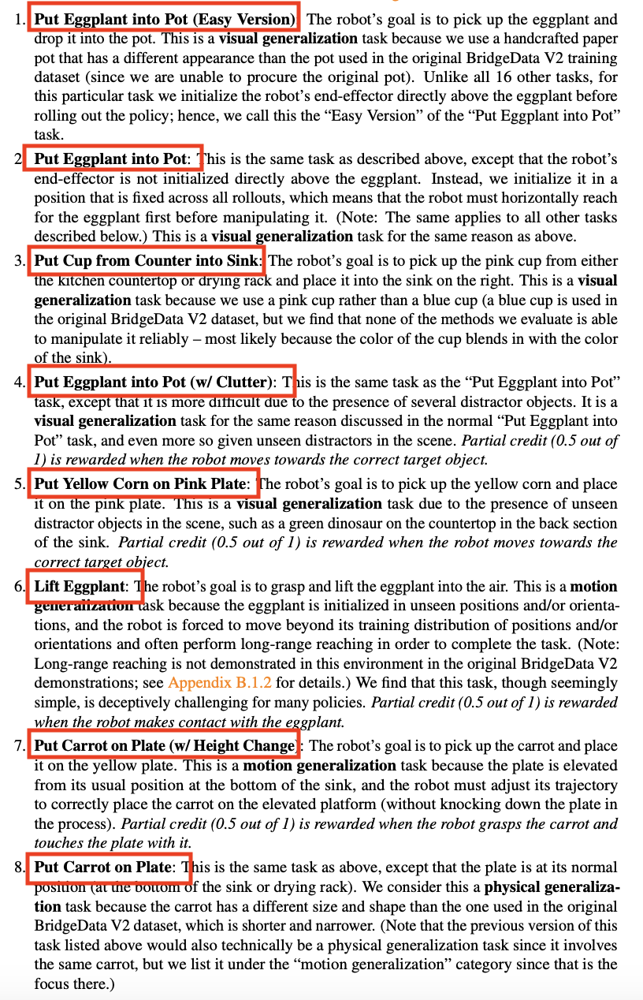 1. Put Eggplant into Pot (Easy Version): The robot's goal is to pick up the eggplant and
drop it into the pot. This is a visual generalization task because we use a handcrafted paper
pot that has a different appearance than the pot used in the original BridgeData V2 training
dataset (since we are unable to procure the original pot). Unlike all 16 other tasks, for
this particular task we initialize the robot's end-effector directly above the eggplant before
rolling out the policy; hence, we call this the “Easy Version” of the “Put Eggplant into Pot”
task.
2. Put Eggplant into Pot: This is the same task as described above, except that the robot's
end-effector is not initialized directly above the eggplant. Instead, we initialize it in a
position that is fixed across all rollouts, which means that the robot must horizontally reach
for the eggplant first before manipulating it. (Note: The same applies to all other tasks
described below.) This is a visual generalization task for the same reason as above.
3. Put Cup from Counter into Sink: The robot's goal is to pick up the pink cup from either
the kitchen countertop or drying rack and place it into the sink on the right. This is a visual
generalization task because we use a pink cup rather than a blue cup (a blue cup is used in
the original BridgeData V2 dataset, but we find that none of the methods we evaluate is able
to manipulate it reliably – most likely because the color of the cup blends in with the color
of the sink).
4. Put Eggplant into Pot (w/ Clutter): This is the same task as the “Put Eggplant into Pot”
task, except that it is more difficult due to the presence of several distractor objects. It is a
visual generalization task for the same reason discussed in the normal “Put Eggplant into
Pot” task, and even more so given unseen distractors in the scene. Partial credit (0.5 out of
1) is rewarded when the robot moves towards the correct target object.
5. Put Yellow Corn on Pink Plate: The robot's goal is to pick up the yellow corn and place
it on the pink plate. This is a visual generalization task due to the presence of unseen
distractor objects in the scene, such as a green dinosaur on the countertop in the back section
of the sink. Partial credit (0.5 out of 1) is rewarded when the robot moves towards the
correct target object.
6. Lift Eggplant: The robot's goal is to grasp and lift the eggplant into the air. This is a motion
generalization task because the eggplant is initialized in unseen positions and/or orienta-
tions, and the robot is forced to move beyond its training distribution of positions and/or
orientations and often perform long-range reaching in order to complete the task. (Note:
Long-range reaching is not demonstrated in this environment in the original BridgeData V2
demonstrations; see Appendix B.1.2 for details.) We find that this task, though seemingly
simple, is deceptively challenging for many policies. Partial credit (0.5 out of 1) is rewarded
when the robot makes contact with the eggplant.
7. Put Carrot on Plate (w/ Height Change): The robot's goal is to pick up the carrot and place
it on the yellow plate. This is a motion generalization task because the plate is elevated
from its usual position at the bottom of the sink, and the robot must adjust its trajectory
to correctly place the carrot on the elevated platform (without knocking down the plate in
the process). Partial credit (0.5 out of 1) is rewarded when the robot grasps the carrot and
touches the plate with it.
8. Put Carrot on Plate: This is the same task as above, except that the plate is at its normal
position (at the bottom of the sink or drying rack). We consider this a physical generaliza-
tion task because the carrot has a different size and shape than the one used in the original
BridgeData V2 dataset, which is shorter and narrower. (Note that the previous version of this
task listed above would also technically be a physical generalization task since it involves
the same carrot, but we list it under the “motion generalization” category since that is the
focus there.)